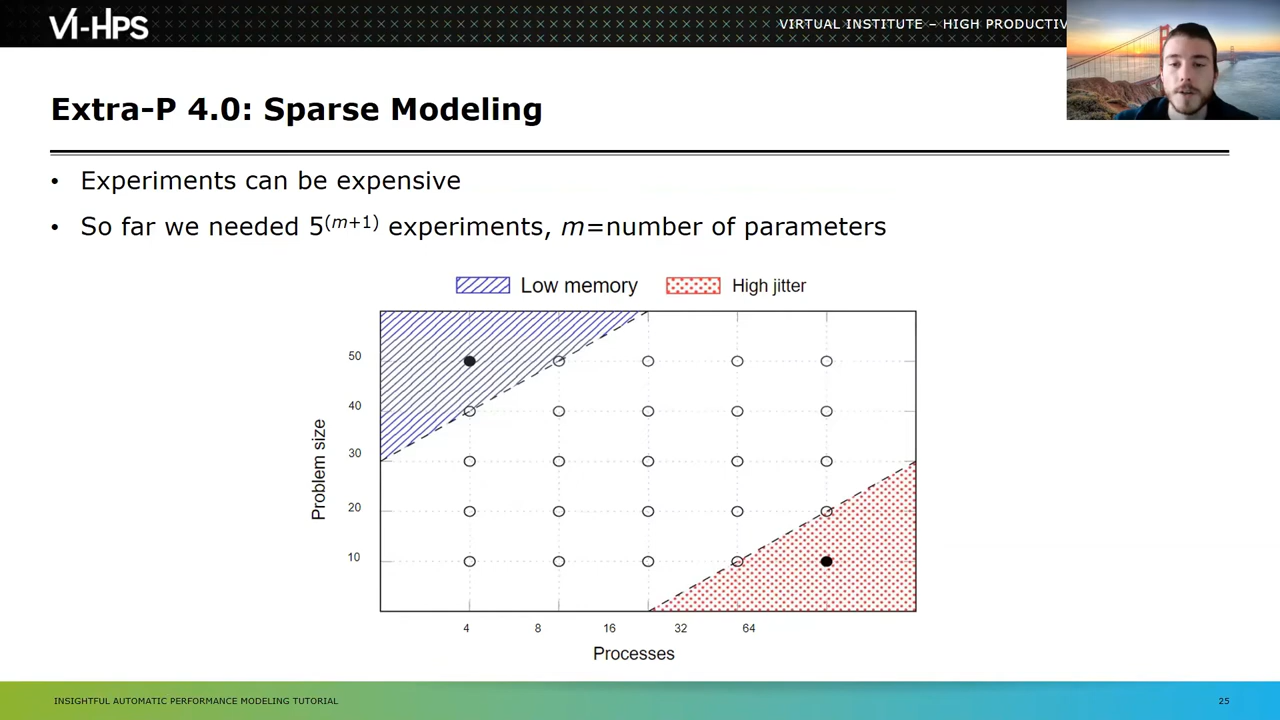 VI-HPS
VIRTUAL INSTITUTE – HIGH PRODUCTIV
Extra-P 4.0: Sparse Modeling
• Experiments can be expensive
• So far we needed 5(m+1) experiments, m=number of parameters
Low memory
High jitter
50
40
30
20
10
Problem size
4 8 16 32 64
Processes
INSIGHTFUL AUTOMATIC PERFORMANCE MODELING TUTORIAL
25